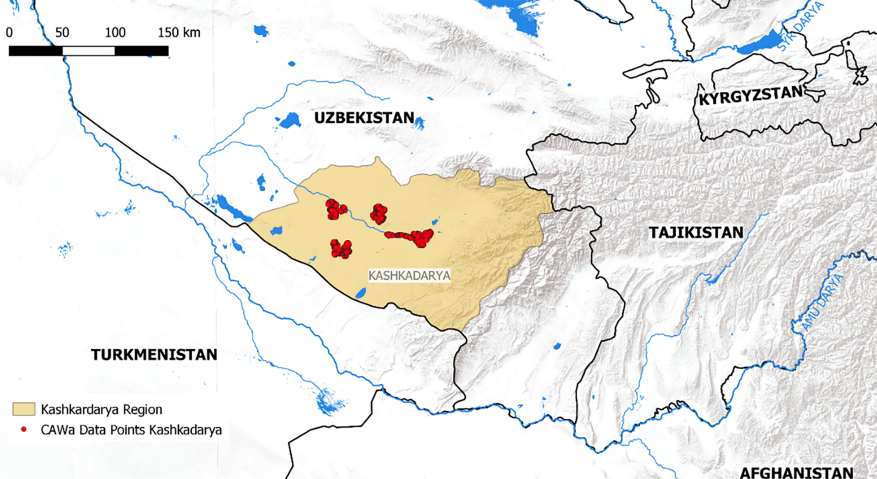 0 50 100 150 km
SYR DARYA
KYRGYZSTAN
UZBEKISTAN
TAJIKISTAN
KASHKADARYA
AMU DARYA
TURKMENISTAN
Kashkardarya Region
CAWa Data Points Kashkadarya
AFGHANISTAN